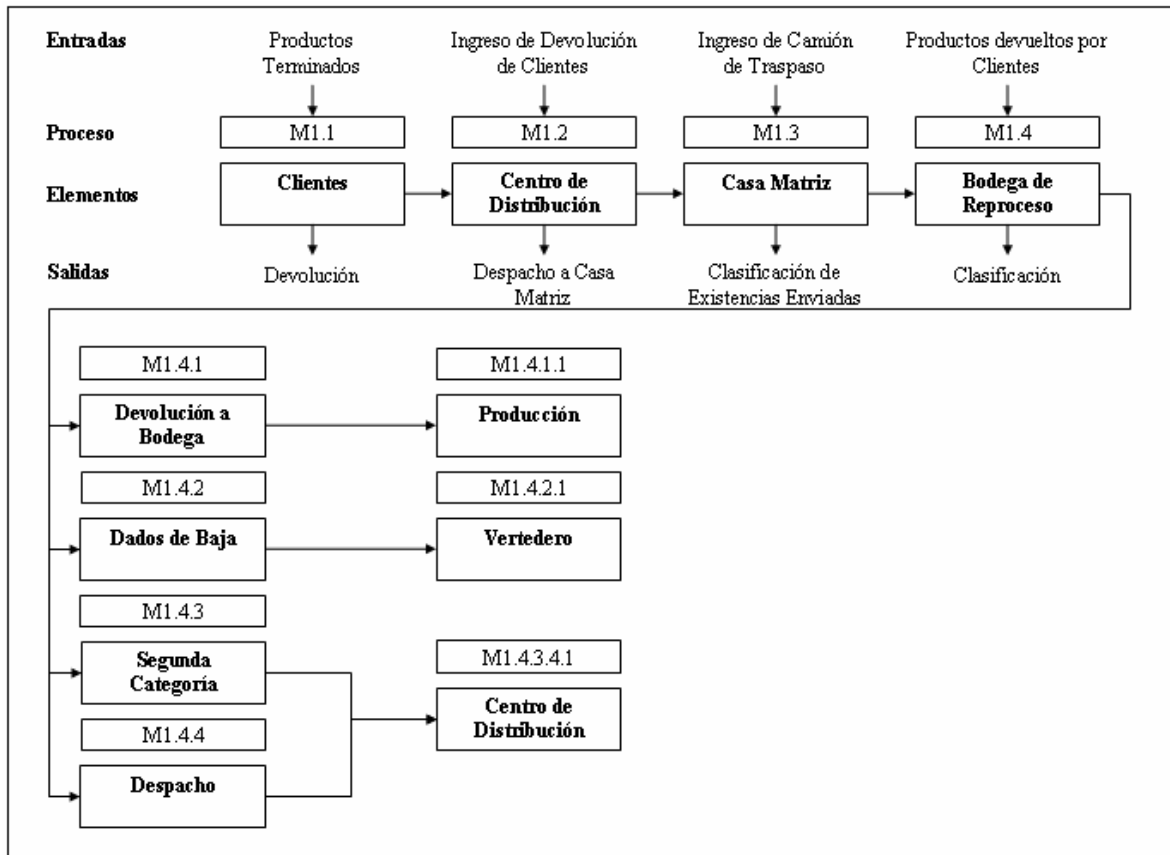 Entradas
Productos
Terminados
Ingreso de Devolución
de Clientes
Ingreso de Camión
de Traspaso
Productos devueltos por
Clientes
Proceso
M1.1
M1.2
M1.3
M1.4
Elementos
Clientes
Centro de
Distribución
Casa Matriz
Bodega de
Reproceso
Salidas
Devolución
Despacho a Casa
Matriz
Clasificación de
Existencias Enviadas
Clasificación
M1.4.1
M1.4.1.1
Devolución a
Bodega
Producción
M1.4.2
M1.4.2.1
Dados de Baja
Vertedero
M1.4.3
Segunda
Categoría
M1.4.3.4.1
Centro de
Distribución
M1.4.4
Despacho